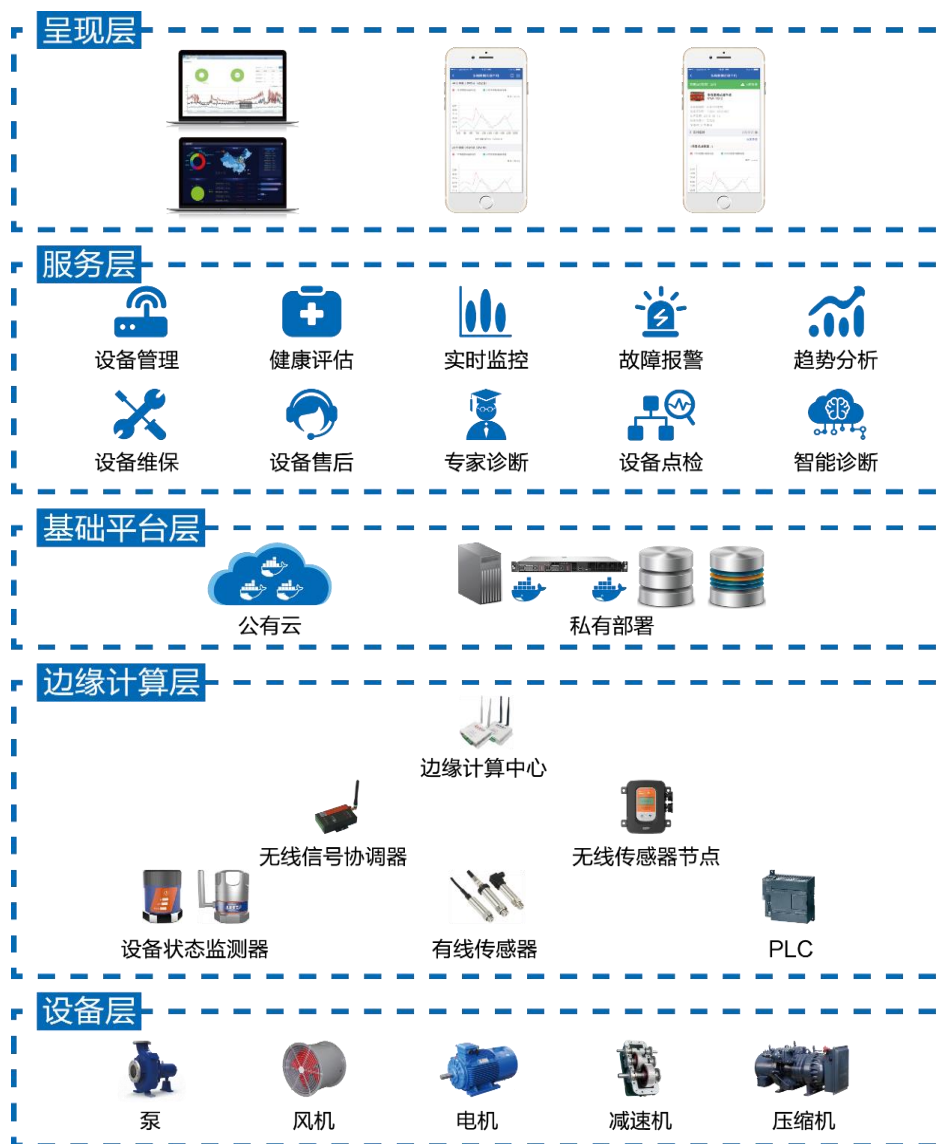 呈现层
服务层
设备管理 健康评估 实时监控 故障报警 趋势分析
设备维保 设备售后 专家诊断 设备点检 智能诊断
基础平台层
公有云 私有部署
边缘计算层
边缘计算中心
无线信号协调器 无线传感器节点
设备状态监测器 有线传感器 PLC
设备层
泵 风机 电机 减速机 压缩机